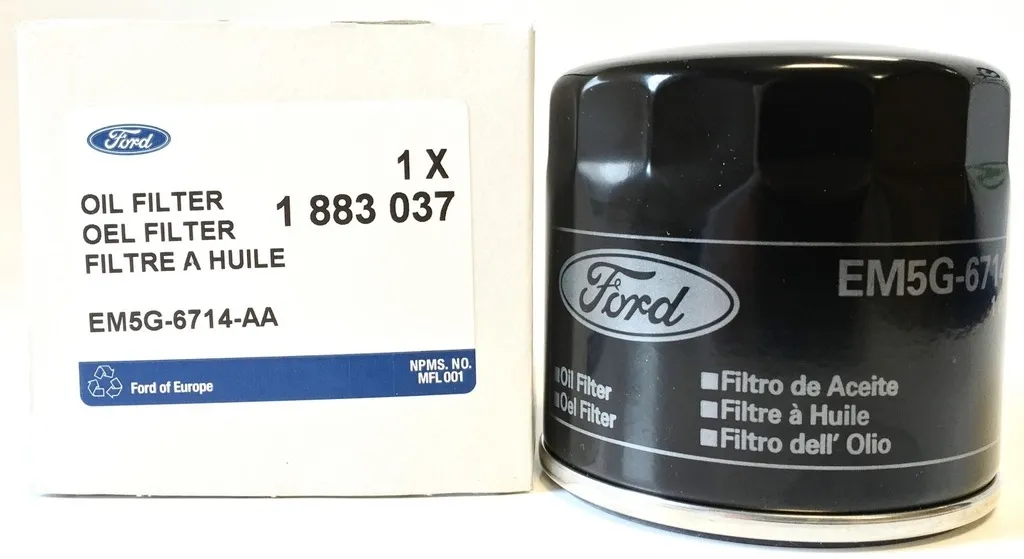 Ford
1 X
OIL FILTER
1 883 037
OEL FILTER
FILTRE A HUILE
EM5G-6714-AA
Ford of Europe
NPMS. NO.
MFL 001
Ford
EM5G-6714
Oil Filter
Oel Filter
Filtro de Aceite
Filtre à Huile
Filtro dell' Olio